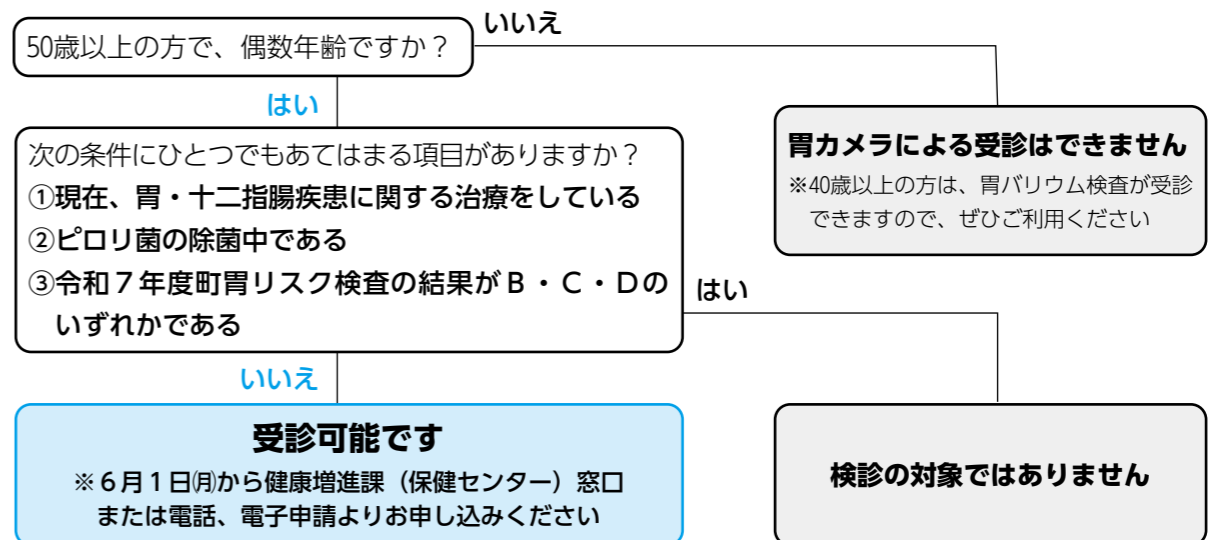 50歳以上の方で、偶数年齢ですか？
いいえ
はい
次の条件にひとつでもあてはまる項目がありますか？
①現在、胃・十二指腸疾患に関する治療をしている
②ピロリ菌の除菌中である
③令和７年度町胃リスク検査の結果がＢ・Ｃ・Ｄの
いずれかである
胃カメラによる受診はできません
※40歳以上の方は、胃バリウム検査が受診
できますので、ぜひご利用ください
はい
いいえ
受診可能です
※６月１日㈪から健康増進課（保健センター）窓口
または電話、電子申請よりお申し込みください
検診の対象ではありません